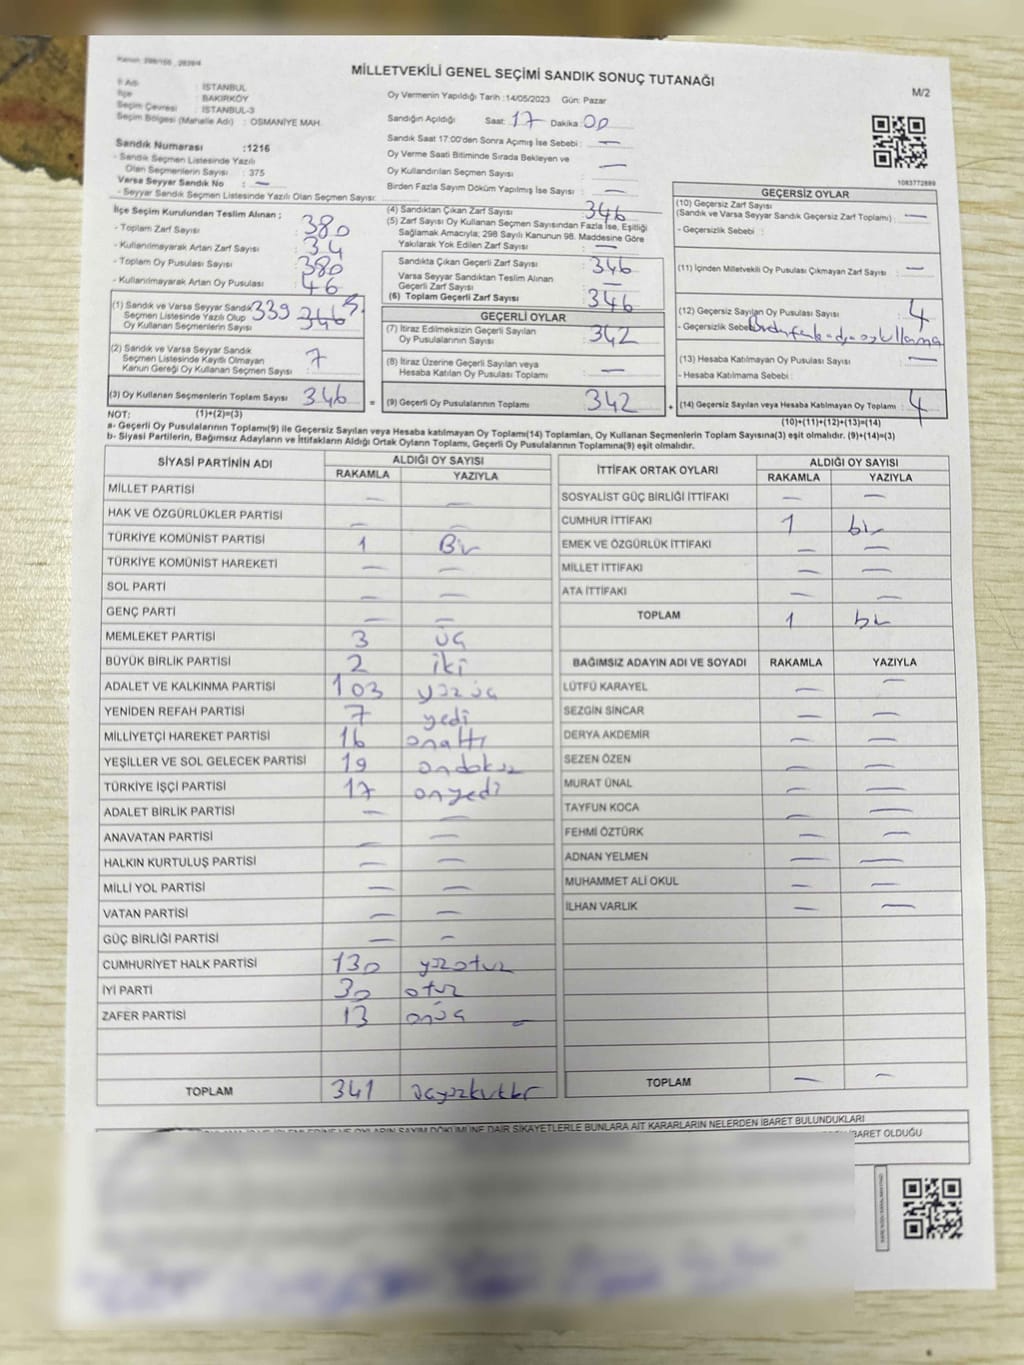 Kanun: 298/105 , 2839/4
MİLLETVEKİLİ GENEL SEÇİMİ SANDIK SONUÇ TUTANAĞI
M/2
İl Adı : İSTANBUL
İlçe : BAKIRKÖY
Seçim Çevresi : İSTANBUL-3
Seçim Bölgesi (Mahalle Adı) : OSMANİYE MAH.
Oy Vermenin Yapıldığı Tarih :14/05/2023 Gün: Pazar
Sandığın Açıldığı Saat: 17 Dakika 00
Sandık Saat 17:00'den Sonra Açımış İse Sebebi : —
Oy Verme Saati Bitiminde Sırada Bekleyen ve
Oy Kullandırılan Seçmen Sayısı : —
Birden Fazla Sayım Döküm Yapılmış İse Sayısı : —
Sandık Numarası :1216
- Sandık Seçmen Listesinde Yazılı
Olan Seçmenlerin Sayısı : 375
Varsa Seyyar Sandık No : —
- Seyyar Sandık Seçmen Listesinde Yazılı Olan Seçmen Sayısı:
1083772889
İlçe Seçim Kurulundan Teslim Alınan ;
- Toplam Zarf Sayısı : 380
- Kullanılmayarak Artan Zarf Sayısı : 34
- Toplam Oy Pusulası Sayısı : 380
- Kullanılmayarak Artan Oy Pusulası : 46
(1) Sandık ve Varsa Seyyar Sandık
Seçmen Listesinde Yazılı Olup
Oy Kullanan Seçmenlerin Sayısı : 339 346
(2) Sandık ve Varsa Seyyar Sandık
Seçmen Listesinde Kayıtlı Olmayan
Kanun Gereği Oy Kullanan Seçmen Sayısı : 7
(3) Oy Kullanan Seçmenlerin Toplam Sayısı : 346
(4) Sandıktan Çıkan Zarf Sayısı : 346
(5) Zarf Sayısı Oy Kullanan Seçmen Sayısından Fazla İse, Eşitliği
Sağlamak Amacıyla; 298 Sayılı Kanunun 98. Maddesine Göre
Yakılarak Yok Edilen Zarf Sayısı : —
Sandıkta Çıkan Geçerli Zarf Sayısı : 346
Varsa Seyyar Sandıktan Teslim Alınan
Geçerli Zarf Sayısı : —
(6) Toplam Geçerli Zarf Sayısı : 346
GEÇERLİ OYLAR
(7) İtiraz Edilmeksizin Geçerli Sayılan
Oy Pusulalarının Sayısı : 342
(8) İtiraz Üzerine Geçerli Sayılan veya
Hesaba Katılan Oy Pusulası Toplamı : —
= (9) Geçerli Oy Pusulalarının Toplamı : 342
GEÇERSİZ OYLAR
(10) Geçersiz Zarf Sayısı
(Sandık ve Varsa Seyyar Sandık Geçersiz Zarf Toplamı) : —
- Geçersizlik Sebebi :
(11) İçinden Milletvekili Oy Pusulası Çıkmayan Zarf Sayısı : —
(12) Geçersiz Sayılan Oy Pusulası Sayısı : 4
- Geçersizlik Sebebi
(13) Hesaba Katılmayan Oy Pusulası Sayısı : —
- Hesaba Katılmama Sebebi :
+ (14) Geçersiz Sayılan veya Hesaba Katılmayan Oy Toplamı : 4
NOT: (1)+(2)=(3)
(10)+(11)+(12)+(13)=(14)
a- Geçerli Oy Pusulalarının Toplamı(9) ile Geçersiz Sayılan veya Hesaba katılmayan Oy Toplamı(14) Toplamları, Oy Kullanan Seçmenlerin Toplam Sayısına(3) eşit olmalıdır. (9)+(14)=(3)
b- Siyasi Partilerin, Bağımsız Adayların ve İttifakların Aldığı Ortak Oyların Toplamı, Geçerli Oy Pusulalarının Toplamına(9) eşit olmalıdır.
SİYASİ PARTİNİN ADI ALDIĞI OY SAYISI
RAKAMLA YAZIYLA
MİLLET PARTİSİ — —
HAK VE ÖZGÜRLÜKLER PARTİSİ — —
TÜRKİYE KOMÜNİST PARTİSİ 1 Bir
TÜRKİYE KOMÜNİST HAREKETİ — —
SOL PARTİ — —
GENÇ PARTİ — —
MEMLEKET PARTİSİ 3 üç
BÜYÜK BİRLİK PARTİSİ 2 iki
ADALET VE KALKINMA PARTİSİ 103 yüzüç
YENİDEN REFAH PARTİSİ 7 yedi
MİLLİYETÇİ HAREKET PARTİSİ 16 onaltı
YEŞİLLER VE SOL GELECEK PARTİSİ 19 ondokuz
TÜRKİYE İŞÇİ PARTİSİ 17 onyedi
ADALET BİRLİK PARTİSİ — —
ANAVATAN PARTİSİ — —
HALKIN KURTULUŞ PARTİSİ — —
MİLLİ YOL PARTİSİ — —
VATAN PARTİSİ — —
GÜÇ BİRLİĞİ PARTİSİ — —
CUMHURİYET HALK PARTİSİ 130 yüzotuz
İYİ PARTİ 30 otuz
ZAFER PARTİSİ 13 onüç
TOPLAM 341
İTTİFAK ORTAK OYLARI ALDIĞI OY SAYISI
RAKAMLA YAZIYLA
SOSYALİST GÜÇ BİRLİĞİ İTTİFAKI — —
CUMHUR İTTİFAKI 1 bir
EMEK VE ÖZGÜRLÜK İTTİFAKI — —
MİLLET İTTİFAKI — —
ATA İTTİFAKI — —
TOPLAM 1 bir
BAĞIMSIZ ADAYIN ADI VE SOYADI RAKAMLA YAZIYLA
LÜTFÜ KARAYEL — —
SEZGİN SİNCAR — —
DERYA AKDEMİR — —
SEZEN ÖZEN — —
MURAT ÜNAL — —
TAYFUN KOCA — —
FEHMİ ÖZTÜRK — —
ADNAN YELMEN — —
MUHAMMET ALİ OKUL — —
İLHAN VARLIK — —
TOPLAM — —
OYLARIN SAYIM DÖKÜMÜNE DAİR ŞİKAYETLERLE BUNLARA AİT KARARLARIN NELERDEN İBARET BULUNDUKLARI
İBARET OLDUĞU